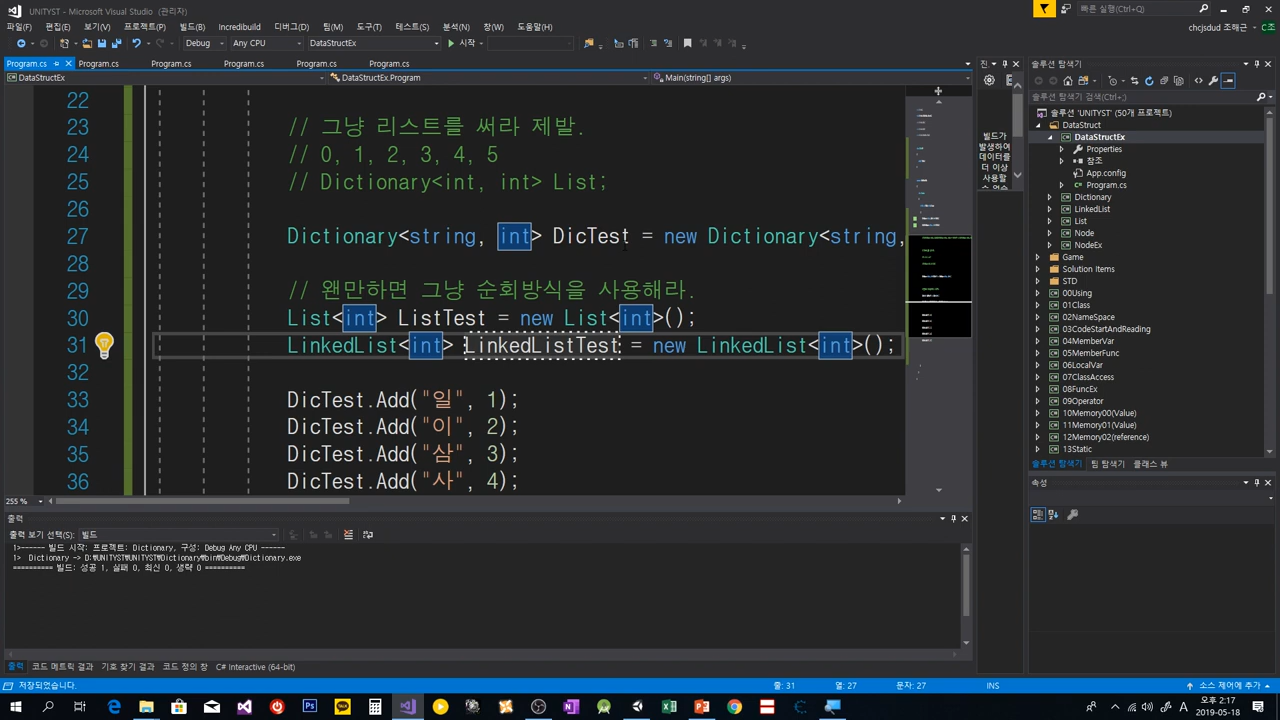 UNITYST - Microsoft Visual Studio (관리자)
빠른 실행(Ctrl+Q)
파일(F) 편집(E) 보기(V) 프로젝트(P) 빌드(B) Incredibuild 디버그(D) 팀(M) 도구(T) 테스트(S) 분석(N) 창(W) 도움말(H)
chcjsdud 조해근
Debug Any CPU DataStructEx 시작
Program.cs Program.cs Program.cs Program.cs Program.cs Program.cs
DataStructEx DataStructEx.Program Main(string[] args)
22
23 // 그냥 리스트를 써라 제발.
24 // 0, 1, 2, 3, 4, 5
25 // Dictionary<int, int> List;
26
27 Dictionary<string, int> DicTest = new Dictionary<string,
28
29 // 왠만하면 그냥 순회방식을 사용해라.
30 List<int> ListTest = new List<int>();
31 LinkedList<int> LinkedListTest = new LinkedList<int>();
32
33 DicTest.Add("일", 1);
34 DicTest.Add("이", 2);
35 DicTest.Add("삼", 3);
36 DicTest.Add("사", 4);
255 %
출력
출력 보기 선택(S): 빌드
1>------ 빌드 시작: 프로젝트: Dictionary, 구성: Debug Any CPU ------
1> Dictionary -> D:₩UNITYST₩UNITYST₩Dictionary₩bin₩Debug₩Dictionary.exe
========== 빌드: 성공 1, 실패 0, 최신 0, 생략 0 ==========
출력 코드 메트릭 결과 기호 찾기 결과 코드 정의 창 C# Interactive (64-bit)
진
빌드가
발생하여
데이터를
더 이상
사용할
솔루션 탐색기
솔루션 탐색기 검색(Ctrl+;)
솔루션 'UNITYST' (50개 프로젝트)
DataStruct
DataStructEx
Properties
참조
App.config
Program.cs
Dictionary
LinkedList
List
Node
NodeEx
Game
Solution Items
STD
00Using
01Class
02Namespace
03CodeStartAndReading
04MemberVar
05MemberFunc
06LocalVar
07ClassAccess
08FuncEx
09Operator
10Memory00(Value)
11Memory01(Value)
12Memory02(reference)
13Static
솔루션 탐색기 팀 탐색기 클래스 뷰
속성
저장되었습니다.
줄: 31 열: 27 문자: 27 INS
소스 제어에 추가
오후 2:17
2019-05-18